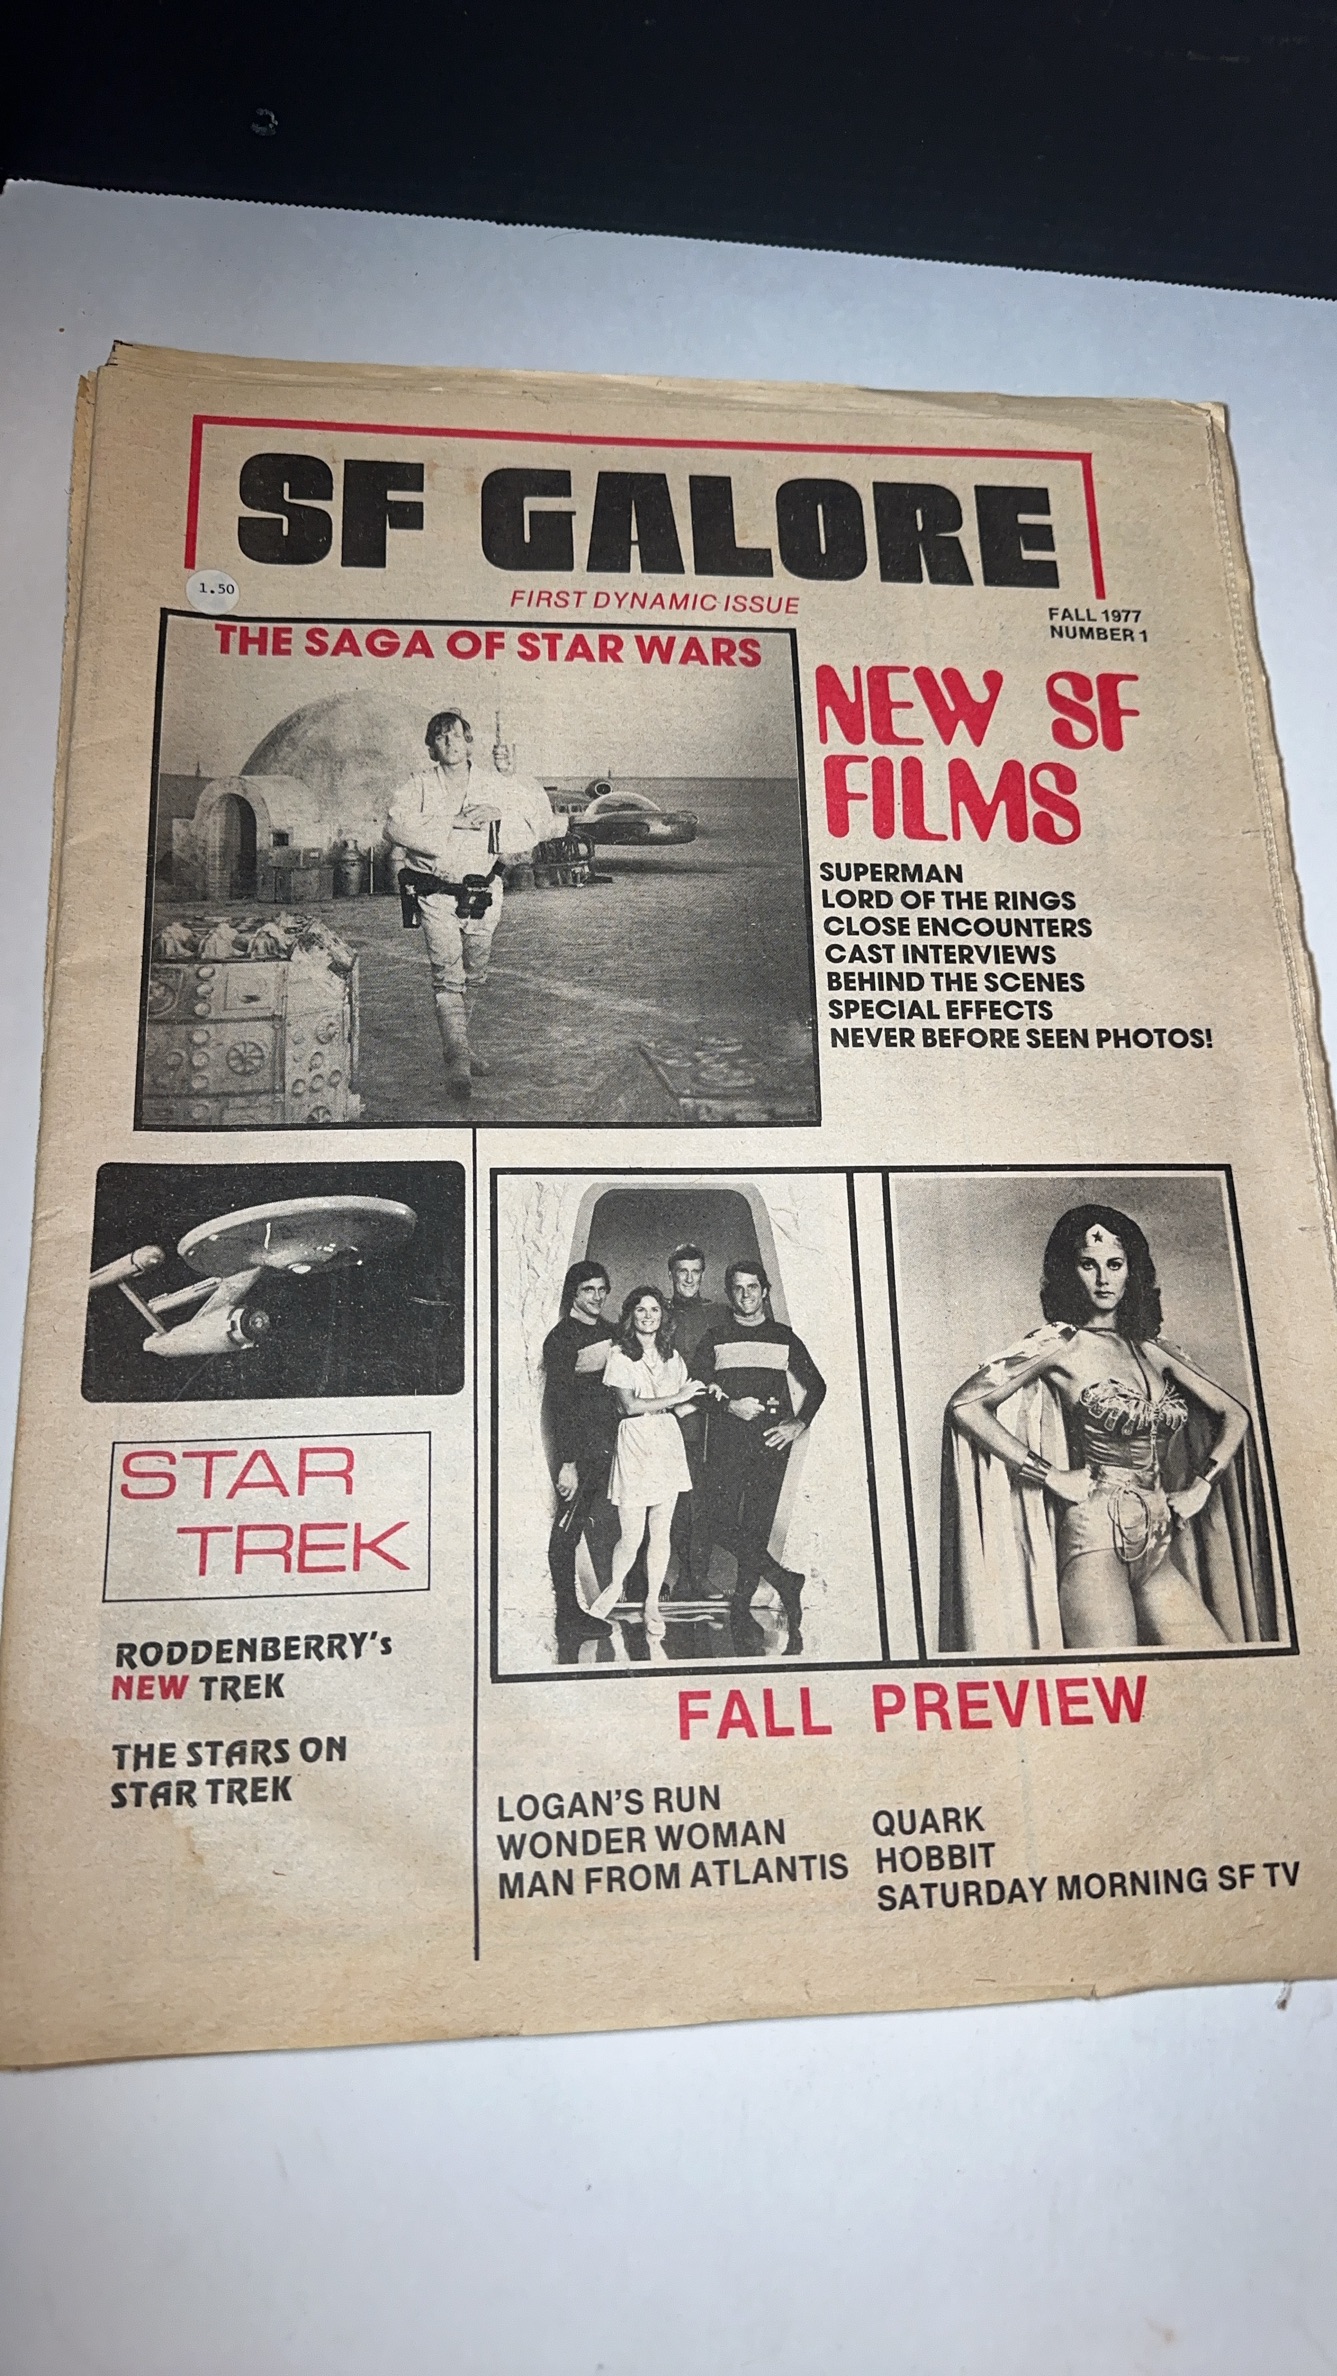 SF GALORE
1.50
FIRST DYNAMIC ISSUE
FALL 1977
NUMBER 1
THE SAGA OF STAR WARS
NEW SF
FILMS
SUPERMAN
LORD OF THE RINGS
CLOSE ENCOUNTERS
CAST INTERVIEWS
BEHIND THE SCENES
SPECIAL EFFECTS
NEVER BEFORE SEEN PHOTOS!
STAR
TREK
RODDENBERRY's
NEW TREK
THE STARS ON
STAR TREK
FALL PREVIEW
LOGAN'S RUN
WONDER WOMAN
MAN FROM ATLANTIS
QUARK
HOBBIT
SATURDAY MORNING SF TV